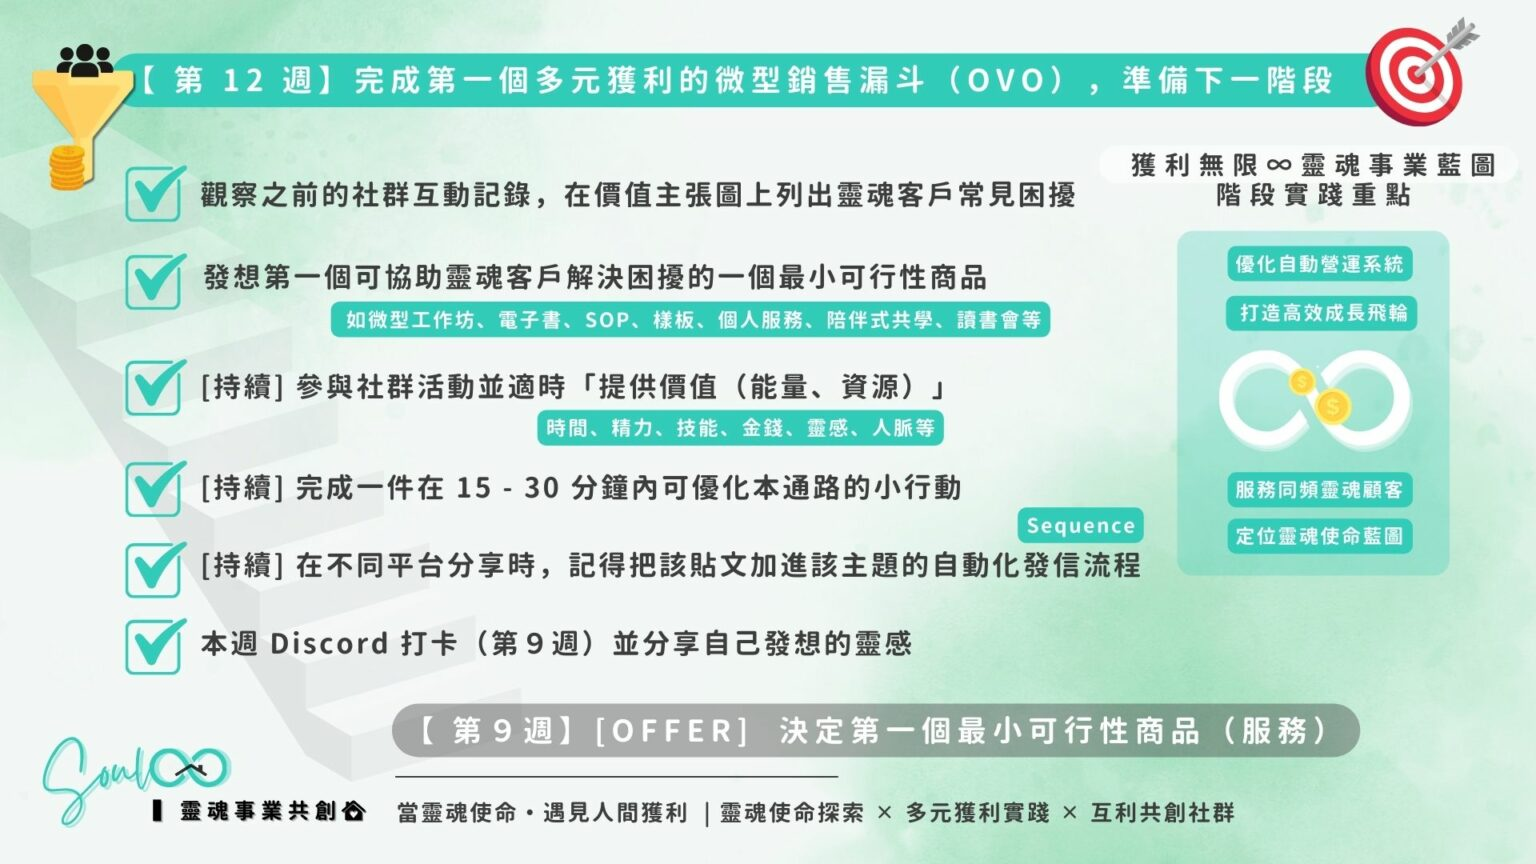 【 第 12 週】完成第一個多元獲利的微型銷售漏斗（OVO），準備下一階段
觀察之前的社群互動記錄，在價值主張圖上列出靈魂客戶常見困擾
發想第一個可協助靈魂客戶解決困擾的一個最小可行性商品
如微型工作坊、電子書、SOP、樣板、個人服務、陪伴式共學、讀書會等
[持續] 參與社群活動並適時「提供價值（能量、資源）」
時間、精力、技能、金錢、靈感、人脈等
[持續] 完成一件在 15 - 30 分鐘內可優化本通路的小行動
Sequence
[持續] 在不同平台分享時，記得把該貼文加進該主題的自動化發信流程
本週 Discord 打卡（第９週）並分享自己發想的靈感
獲利無限∞靈魂事業藍圖
階段實踐重點
優化自動營運系統
打造高效成長飛輪
$
$
服務同頻靈魂顧客
定位靈魂使命藍圖
【 第９週】[OFFER] 決定第一個最小可行性商品（服務）
Soul
靈魂事業共創
當靈魂使命・遇見人間獲利 | 靈魂使命探索 × 多元獲利實踐 × 互利共創社群